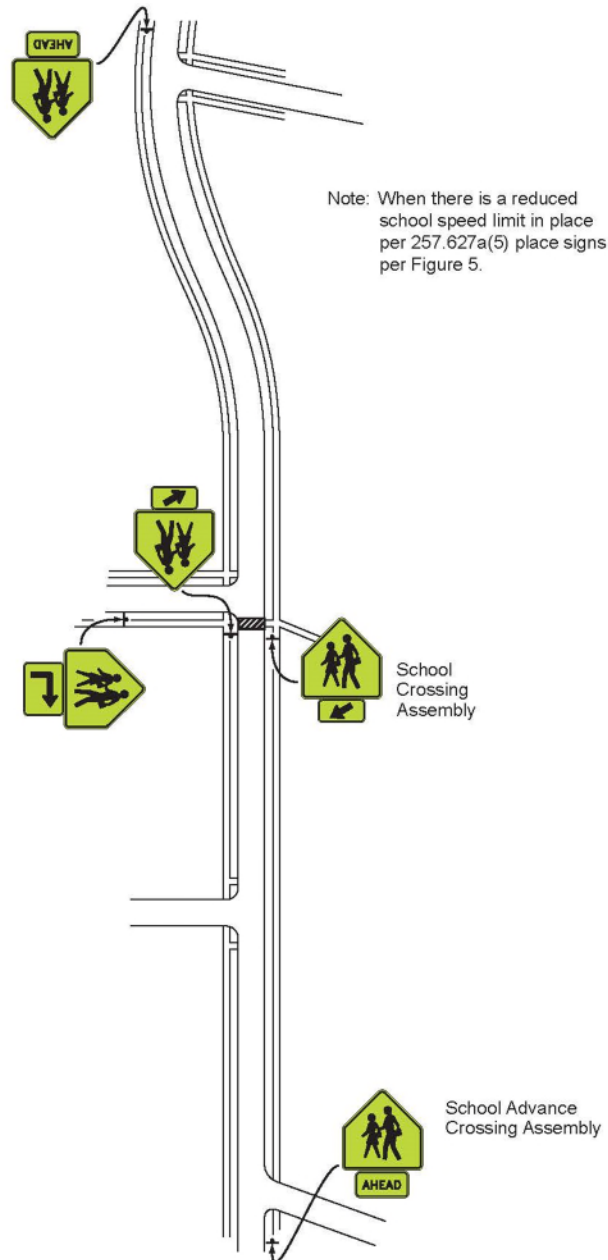 AHEAD
Note: When there is a reduced
school speed limit in place
per 257.627a(5) place signs
per Figure 5.
School
Crossing
Assembly
School Advance
Crossing Assembly
AHEAD